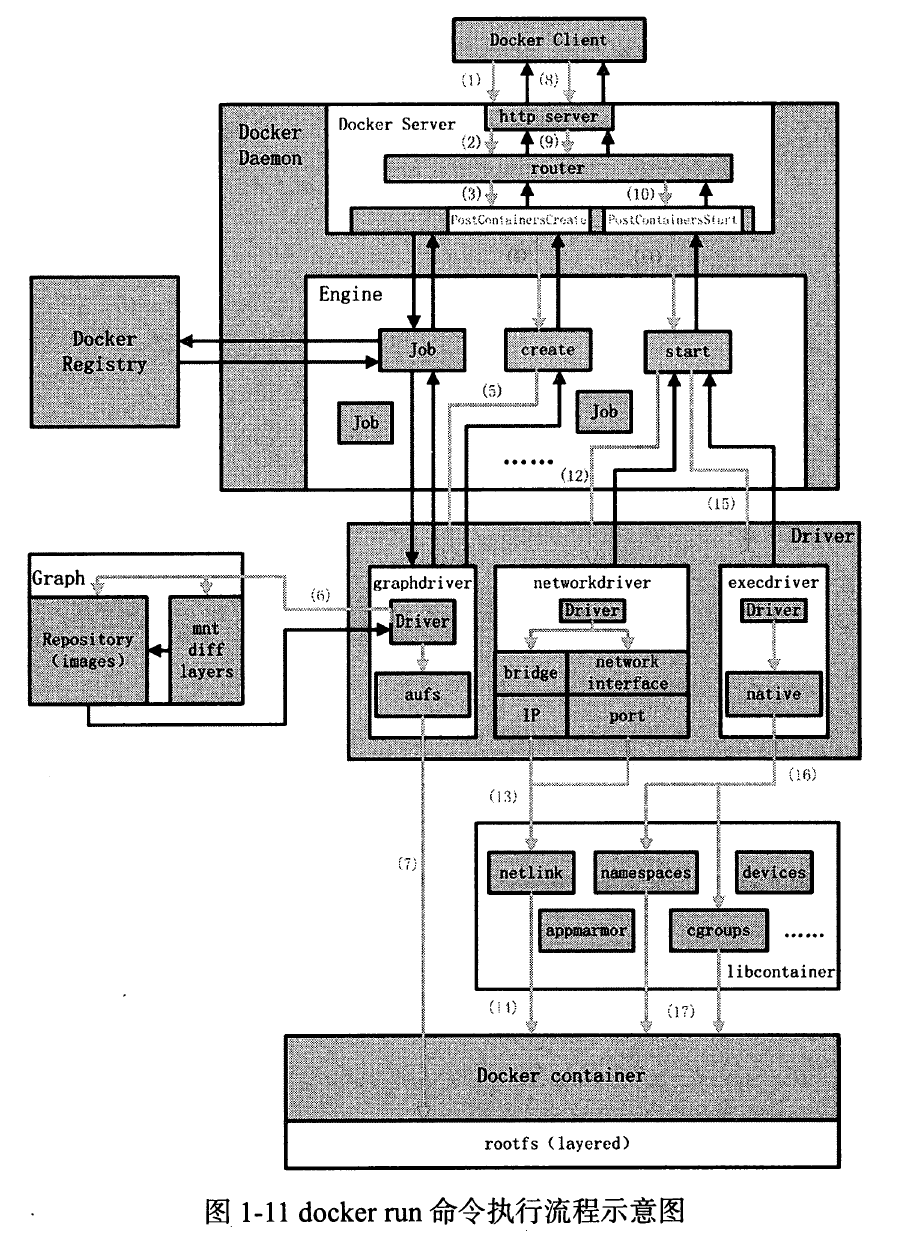 Docker Client
(1)
(8)
Docker
Daemon
Docker Server
http server
(2)
(9)
router
(3)
(10)
PostContainersCreate
PostContainersStart
(4)
(11)
Engine
Docker
Registry
Job
create
start
(5)
Job
Job
......
(12)
(15)
Driver
Graph
(6)
graphdriver
networkdriver
execdriver
Driver
Driver
Driver
Repository
(images)
mnt
diff
layers
bridge
network
interface
aufs
native
IP
port
(13)
(16)
(7)
netlink
namespaces
devices
appmarmor
cgroups
......
libcontainer
(14)
(17)
Docker container
rootfs (layered)
图 1-11 docker run 命令执行流程示意图